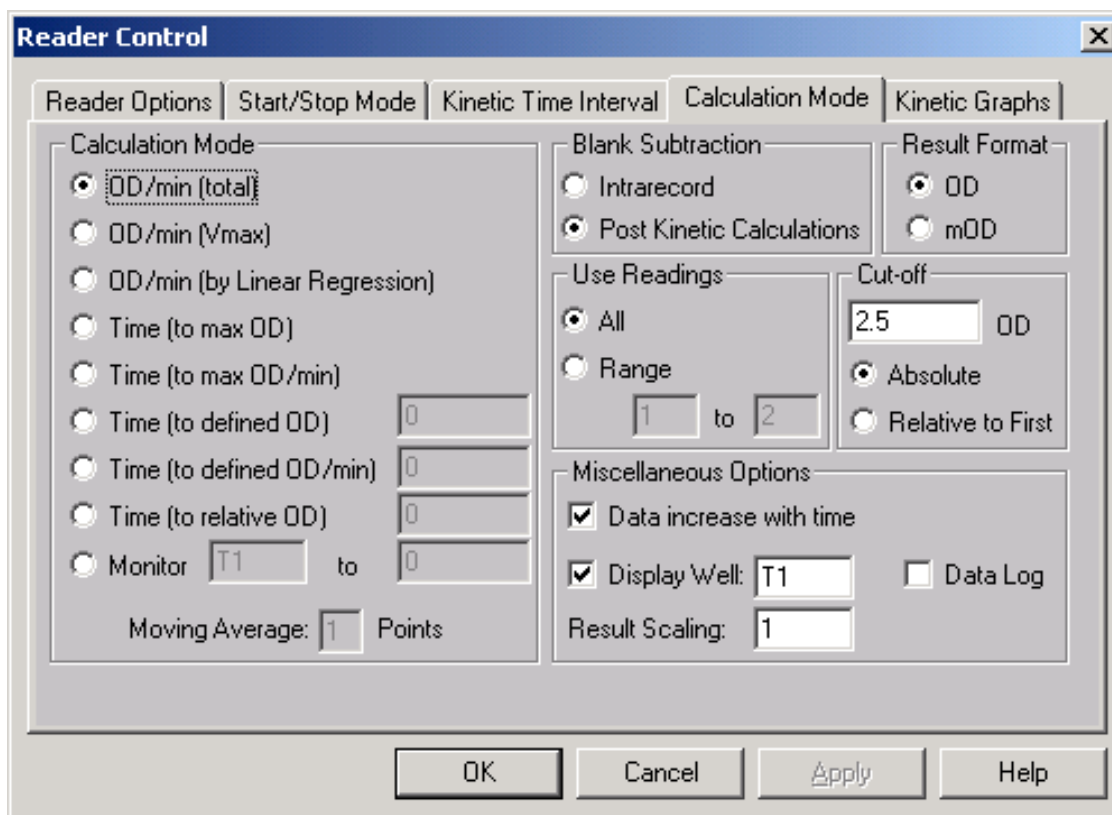 Reader Control
Reader Options Start/Stop Mode Kinetic Time Interval Calculation Mode Kinetic Graphs
Calculation Mode
OD/min (total)
OD/min (Vmax)
OD/min (by Linear Regression)
Time (to max OD)
Time (to max OD/min)
Time (to defined OD) 0
Time (to defined OD/min) 0
Time (to relative OD) 0
Monitor T1 to 0
Moving Average: 1 Points
Blank Subtraction
Intrarecord
Post Kinetic Calculations
Result Format
OD
mOD
Use Readings
All
Range
1 to 2
Cut-off
2.5 OD
Absolute
Relative to First
Miscellaneous Options
Data increase with time
Display Well: T1 Data Log
Result Scaling: 1
OK Cancel Apply Help